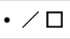 • ／ □